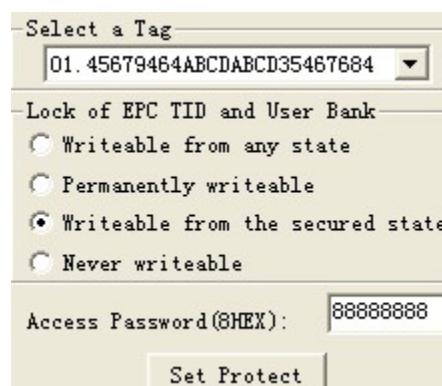 Select a Tag
01.45679464ABCDABCD35467684
Lock of EPC TID and User Bank
Writeable from any state
Permanently writeable
Writeable from the secured state
Never writeable
Access Password(8HEX): 88888888
Set Protect